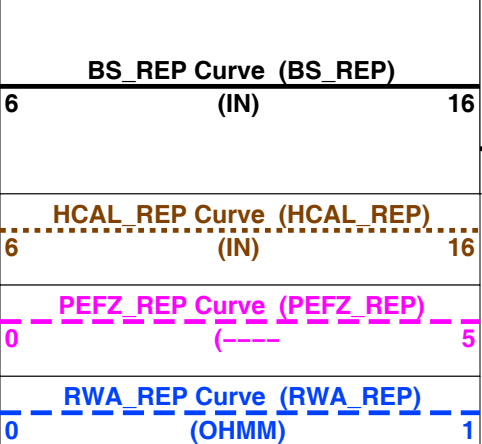 BS_REP Curve (BS_REP)
6 (IN) 16
HCAL_REP Curve (HCAL_REP)
6 (IN) 16
PEFZ_REP Curve (PEFZ_REP)
0 (---- 5
RWA_REP Curve (RWA_REP)
0 (OHMM) 1